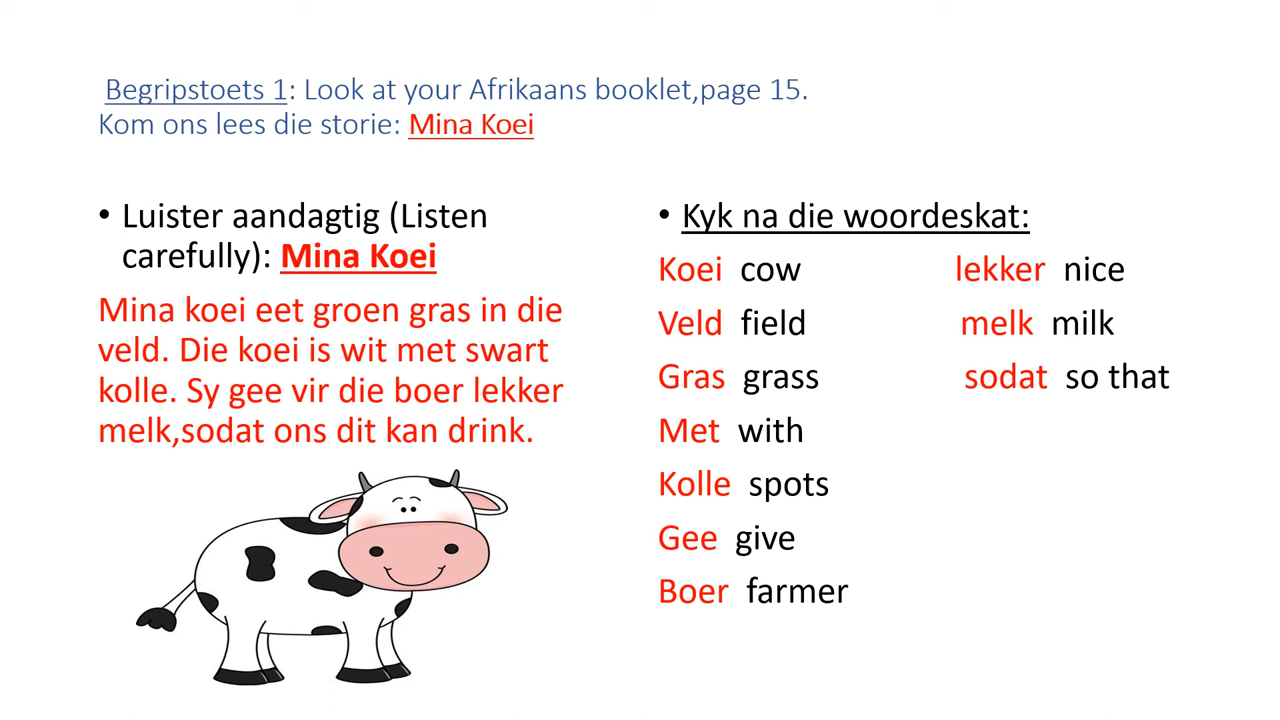 Begripstoets 1: Look at your Afrikaans booklet,page 15.
Kom ons lees die storie: Mina Koei
• Luister aandagtig (Listen
carefully): Mina Koei
Mina koei eet groen gras in die
veld. Die koei is wit met swart
kolle. Sy gee vir die boer lekker
melk,sodat ons dit kan drink.
• Kyk na die woordeskat:
Koei cow lekker nice
Veld field melk milk
Gras grass sodat so that
Met with
Kolle spots
Gee give
Boer farmer